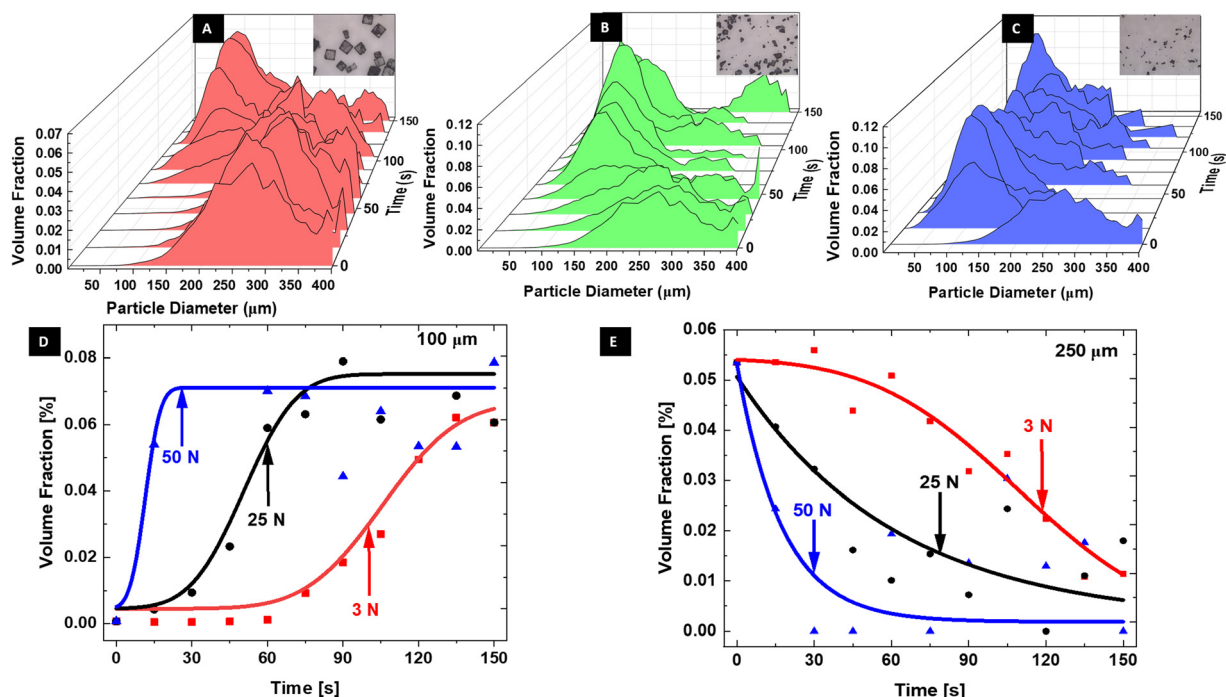 A
B
C
0.07
0.06
0.05
0.04
0.03
0.02
0.01
0.00
Volume Fraction
50 100 150 200 250 300 350 400
Particle Diameter (µm)
0
50
100
150
Time (s)
0.12
0.10
0.08
0.06
0.04
0.02
0.00
Volume Fraction
50 100 150 200 250 300 350 400
Particle Diameter (µm)
0
50
100
150
Time (s)
0.12
0.10
0.08
0.06
0.04
0.02
0.00
Volume Fraction
50 100 150 200 250 300 350 400
Particle Diameter (µm)
0
50
100
150
Time (s)
D
100 µm
0.08
0.06
0.04
0.02
0.00
Volume Fraction [%]
50 N
25 N
3 N
0 30 60 90 120 150
Time [s]
E
250 µm
0.06
0.05
0.04
0.03
0.02
0.01
0.00
Volume Fraction [%]
3 N
25 N
50 N
0 30 60 90 120 150
Time [s]